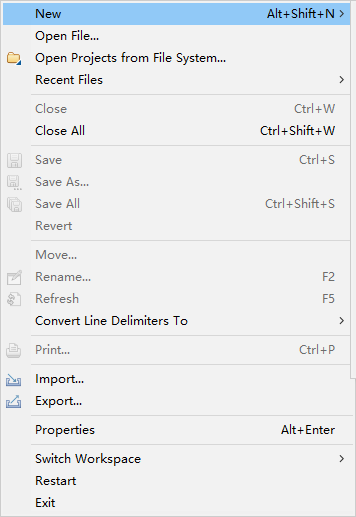 New Alt+Shift+N >
Open File...
Open Projects from File System...
Recent Files >
Close Ctrl+W
Close All Ctrl+Shift+W
Save Ctrl+S
Save As...
Save All Ctrl+Shift+S
Revert
Move...
Rename... F2
Refresh F5
Convert Line Delimiters To >
Print... Ctrl+P
Import...
Export...
Properties Alt+Enter
Switch Workspace >
Restart
Exit